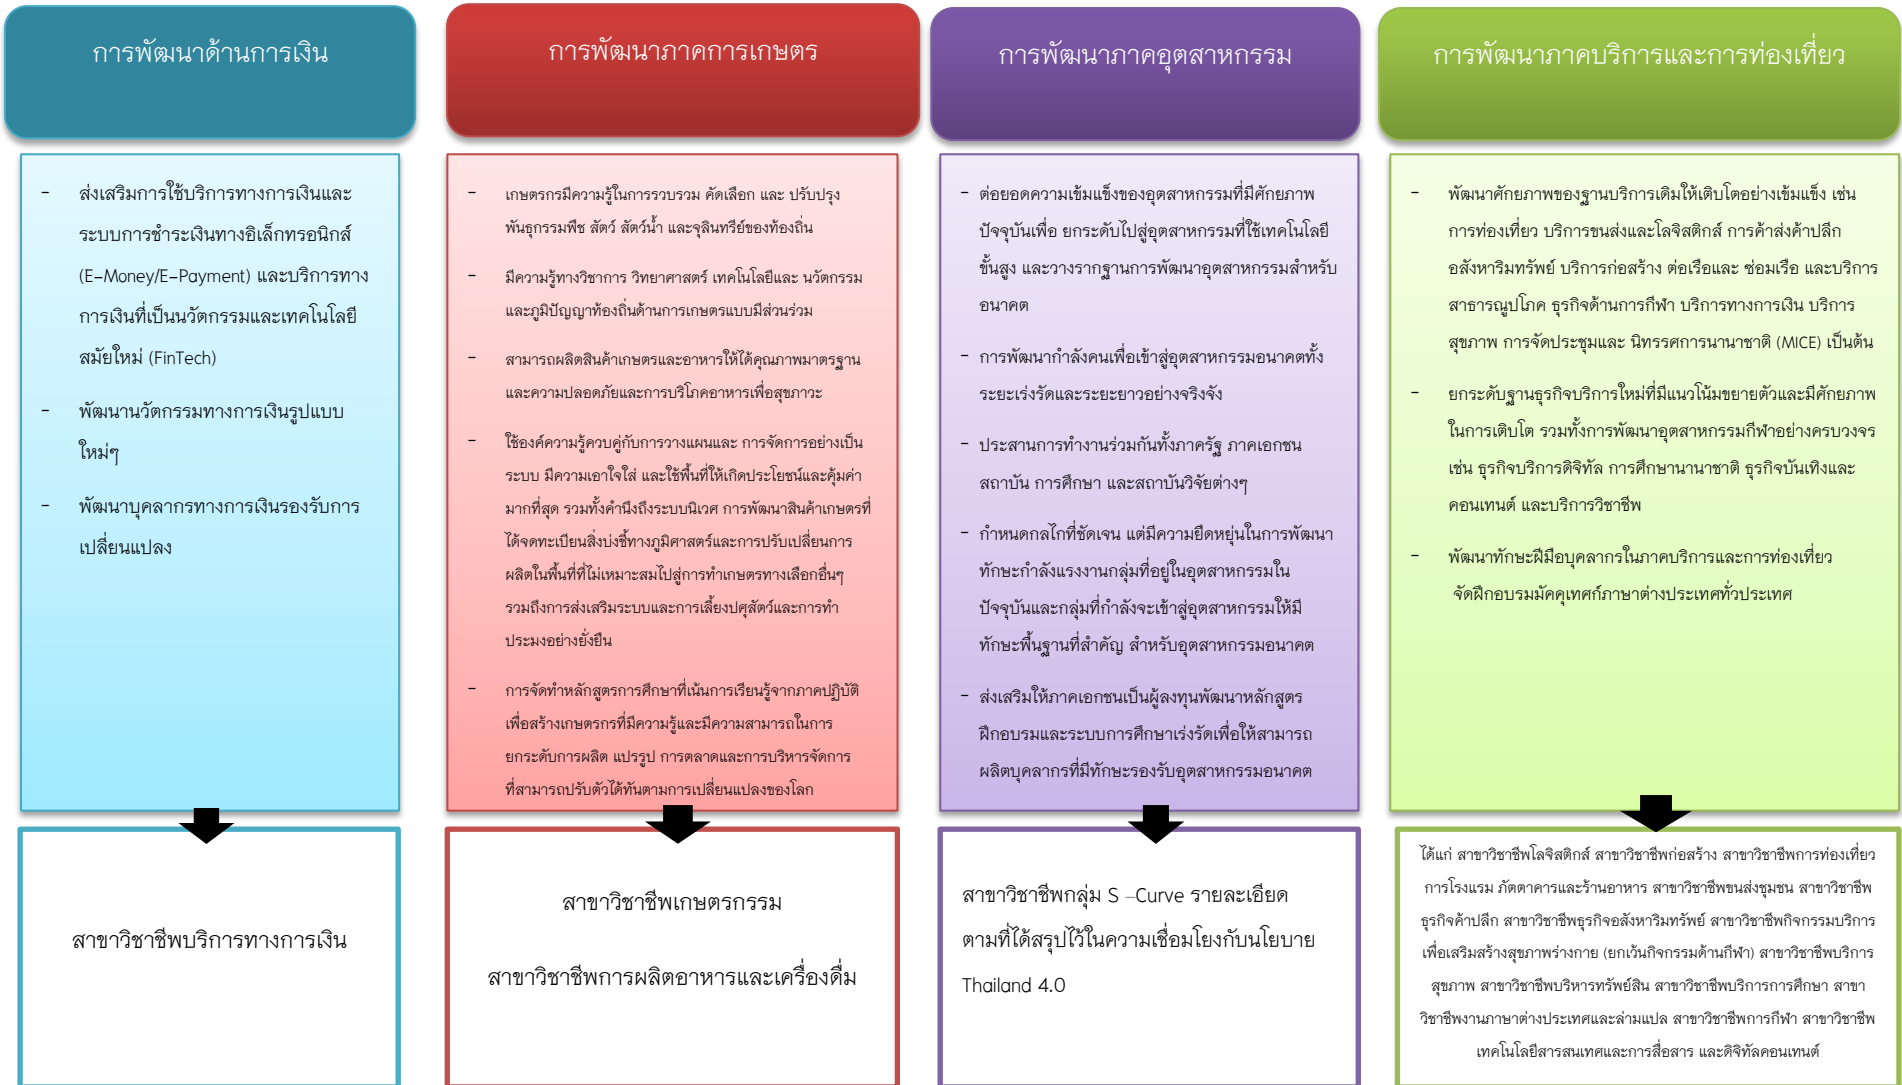 การพัฒนาด้านการเงิน
- ส่งเสริมการใช้บริการทางการเงินและ
ระบบการชำระเงินทางอิเล็กทรอนิกส์
(E-Money/E-Payment) และบริการทาง
การเงินที่เป็นนวัตกรรมและเทคโนโลยี
สมัยใหม่ (FinTech)
- พัฒนานวัตกรรมทางการเงินรูปแบบ
ใหม่ๆ
- พัฒนาบุคลากรทางการเงินรองรับการ
เปลี่ยนแปลง
สาขาวิชาชีพบริการทางการเงิน
การพัฒนาภาคการเกษตร
- เกษตรกรมีความรู้ในการรวบรวม คัดเลือก และ ปรับปรุง
พันธุกรรมพืช สัตว์ สัตว์น้ำ และจุลินทรีย์ของท้องถิ่น
- มีความรู้ทางวิชาการ วิทยาศาสตร์ เทคโนโลยีและ นวัตกรรม
และภูมิปัญญาท้องถิ่นด้านการเกษตรแบบมีส่วนร่วม
- สามารถผลิตสินค้าเกษตรและอาหารให้ได้คุณภาพมาตรฐาน
และความปลอดภัยและการบริโภคอาหารเพื่อสุขภาวะ
- ใช้องค์ความรู้ควบคู่กับการวางแผนและ การจัดการอย่างเป็น
ระบบ มีความเอาใจใส่ และใช้พื้นที่ให้เกิดประโยชน์และคุ้มค่า
มากที่สุด รวมทั้งคำนึงถึงระบบนิเวศ การพัฒนาสินค้าเกษตรที่
ได้จดทะเบียนสิ่งบ่งชี้ทางภูมิศาสตร์และการปรับเปลี่ยนการ
ผลิตในพื้นที่ที่ไม่เหมาะสมไปสู่การทำเกษตรทางเลือกอื่นๆ
รวมถึงการส่งเสริมระบบและการเลี้ยงปศุสัตว์และการทำ
ประมงอย่างยั่งยืน
- การจัดทำหลักสูตรการศึกษาที่เน้นการเรียนรู้จากภาคปฏิบัติ
เพื่อสร้างเกษตรกรที่มีความรู้และมีความสามารถในการ
ยกระดับการผลิต แปรรูป การตลาดและการบริหารจัดการ
ที่สามารถปรับตัวได้ทันตามการเปลี่ยนแปลงของโลก
สาขาวิชาชีพเกษตรกรรม
สาขาวิชาชีพการผลิตอาหารและเครื่องดื่ม
การพัฒนาภาคอุตสาหกรรม
- ต่อยอดความเข้มแข็งของอุตสาหกรรมที่มีศักยภาพ
ปัจจุบันเพื่อ ยกระดับไปสู่อุตสาหกรรมที่ใช้เทคโนโลยี
ขั้นสูง และวางรากฐานการพัฒนาอุตสาหกรรมสำหรับ
อนาคต
- การพัฒนากำลังคนเพื่อเข้าสู่อุตสาหกรรมอนาคตทั้ง
ระยะเร่งรัดและระยะยาวอย่างจริงจัง
- ประสานการทำงานร่วมกันทั้งภาครัฐ ภาคเอกชน
สถาบัน การศึกษา และสถาบันวิจัยต่างๆ
- กำหนดกลไกที่ชัดเจน แต่มีความยืดหยุ่นในการพัฒนา
ทักษะกำลังแรงงานกลุ่มที่อยู่ในอุตสาหกรรมใน
ปัจจุบันและกลุ่มที่กำลังจะเข้าสู่อุตสาหกรรมให้มี
ทักษะพื้นฐานที่สำคัญ สำหรับอุตสาหกรรมอนาคต
- ส่งเสริมให้ภาคเอกชนเป็นผู้ลงทุนพัฒนาหลักสูตร
ฝึกอบรมและระบบการศึกษาเร่งรัดเพื่อให้สามารถ
ผลิตบุคลากรที่มีทักษะรองรับอุตสาหกรรมอนาคต
สาขาวิชาชีพกลุ่ม S –Curve รายละเอียด
ตามที่ได้สรุปไว้ในความเชื่อมโยงกับนโยบาย
Thailand 4.0
การพัฒนาภาคบริการและการท่องเที่ยว
- พัฒนาศักยภาพของฐานบริการเดิมให้เติบโตอย่างเข้มแข็ง เช่น
การท่องเที่ยว บริการขนส่งและโลจิสติกส์ การค้าส่งค้าปลีก
อสังหาริมทรัพย์ บริการก่อสร้าง ต่อเรือและ ซ่อมเรือ และบริการ
สาธารณูปโภค ธุรกิจด้านการกีฬา บริการทางการเงิน บริการ
สุขภาพ การจัดประชุมและ นิทรรศการนานาชาติ (MICE) เป็นต้น
- ยกระดับฐานธุรกิจบริการใหม่ที่มีแนวโน้มขยายตัวและมีศักยภาพ
ในการเติบโต รวมทั้งการพัฒนาอุตสาหกรรมกีฬาอย่างครบวงจร
เช่น ธุรกิจบริการดิจิทัล การศึกษานานาชาติ ธุรกิจบันเทิงและ
คอนเทนต์ และบริการวิชาชีพ
- พัฒนาทักษะฝีมือบุคลากรในภาคบริการและการท่องเที่ยว
จัดฝึกอบรมมัคคุเทศก์ภาษาต่างประเทศทั่วประเทศ
ได้แก่ สาขาวิชาชีพโลจิสติกส์ สาขาวิชาชีพก่อสร้าง สาขาวิชาชีพการท่องเที่ยว
การโรงแรม ภัตตาคารและร้านอาหาร สาขาวิชาชีพขนส่งชุมชน สาขาวิชาชีพ
ธุรกิจค้าปลีก สาขาวิชาชีพธุรกิจอสังหาริมทรัพย์ สาขาวิชาชีพกิจกรรมบริการ
เพื่อเสริมสร้างสุขภาพร่างกาย (ยกเว้นกิจกรรมด้านกีฬา) สาขาวิชาชีพบริการ
สุขภาพ สาขาวิชาชีพบริหารทรัพย์สิน สาขาวิชาชีพบริการการศึกษา สาขา
วิชาชีพงานภาษาต่างประเทศและล่ามแปล สาขาวิชาชีพการกีฬา สาขาวิชาชีพ
เทคโนโลยีสารสนเทศและการสื่อสาร และดิจิทัลคอนเทนต์